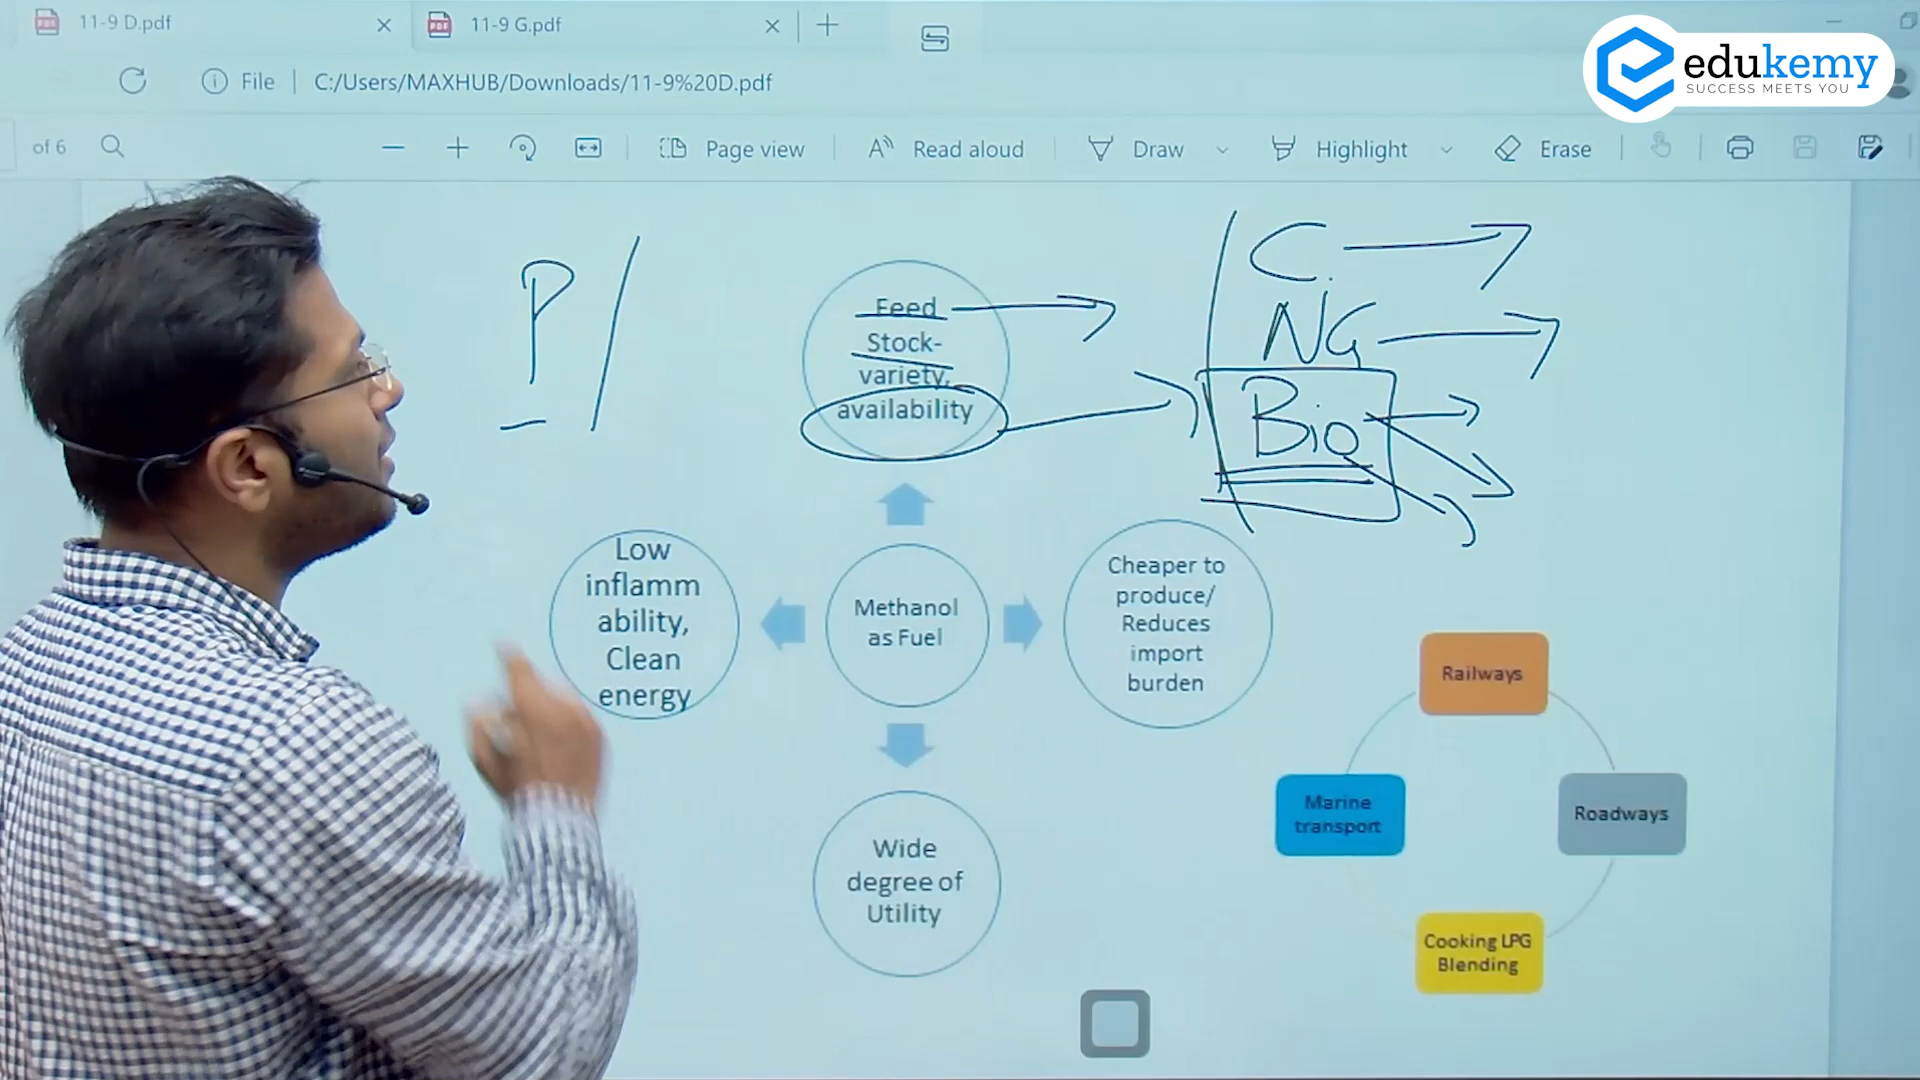 11-9 D.pdf
11-9 G.pdf
edukemy
SUCCESS MEETS YOU
File
C:/Users/MAXHUB/Downloads/11-9%20D.pdf
of 6
Page view
Read aloud
Draw
Highlight
Erase
P
Feed
Stock-
variety,
availability
C.
NG
Bio
Low
inflamm
ability,
Clean
energy
Methanol
as Fuel
Cheaper to
produce/
Reduces
import
burden
Wide
degree of
Utility
Railways
Roadways
Marine
transport
Cooking LPG
Blending